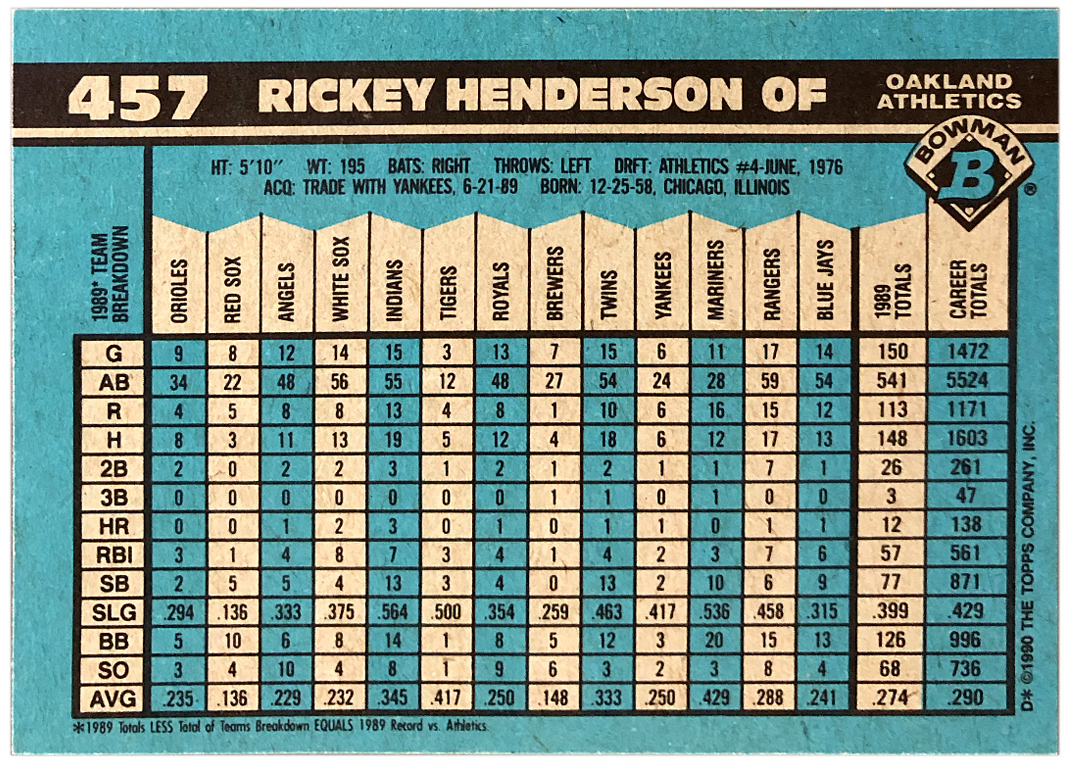 457 RICKEY HENDERSON OF OAKLAND ATHLETICS
BOWMAN
B ®
HT: 5'10" WT: 195 BATS: RIGHT THROWS: LEFT DRFT: ATHLETICS #4-JUNE, 1976
ACQ: TRADE WITH YANKEES, 6-21-89 BORN: 12-25-58, CHICAGO, ILLINOIS
1989* TEAM BREAKDOWN ORIOLES RED SOX ANGELS WHITE SOX INDIANS TIGERS ROYALS BREWERS TWINS YANKEES MARINERS RANGERS BLUE JAYS 1989 TOTALS CAREER TOTALS
G 9 8 12 14 15 3 13 7 15 6 11 17 14 150 1472
AB 34 22 48 56 55 12 48 27 54 24 28 59 54 541 5524
R 4 5 8 8 13 4 8 1 10 6 16 15 12 113 1171
H 8 3 11 13 19 5 12 4 18 6 12 17 13 148 1603
2B 2 0 2 2 3 1 2 1 2 1 1 7 1 26 261
3B 0 0 0 0 0 0 0 1 1 0 1 0 0 3 47
HR 0 0 1 2 3 0 1 0 1 1 0 1 1 12 138
RBI 3 1 4 8 7 3 4 1 4 2 3 7 6 57 561
SB 2 5 5 4 13 3 4 0 13 2 10 6 9 77 871
SLG .294 .136 .333 .375 .564 .500 .354 .259 .463 .417 .536 .458 .315 .399 .429
BB 5 10 6 8 14 1 8 5 12 3 20 15 13 126 996
SO 3 4 10 4 8 1 9 6 3 2 3 8 4 68 736
AVG .235 .136 .229 .232 .345 .417 .250 .148 .333 .250 .429 .288 .241 .274 .290
*1989 Totals LESS Total of Teams Breakdown EQUALS 1989 Record vs. Athletics.
D* ©1990 THE TOPPS COMPANY, INC.